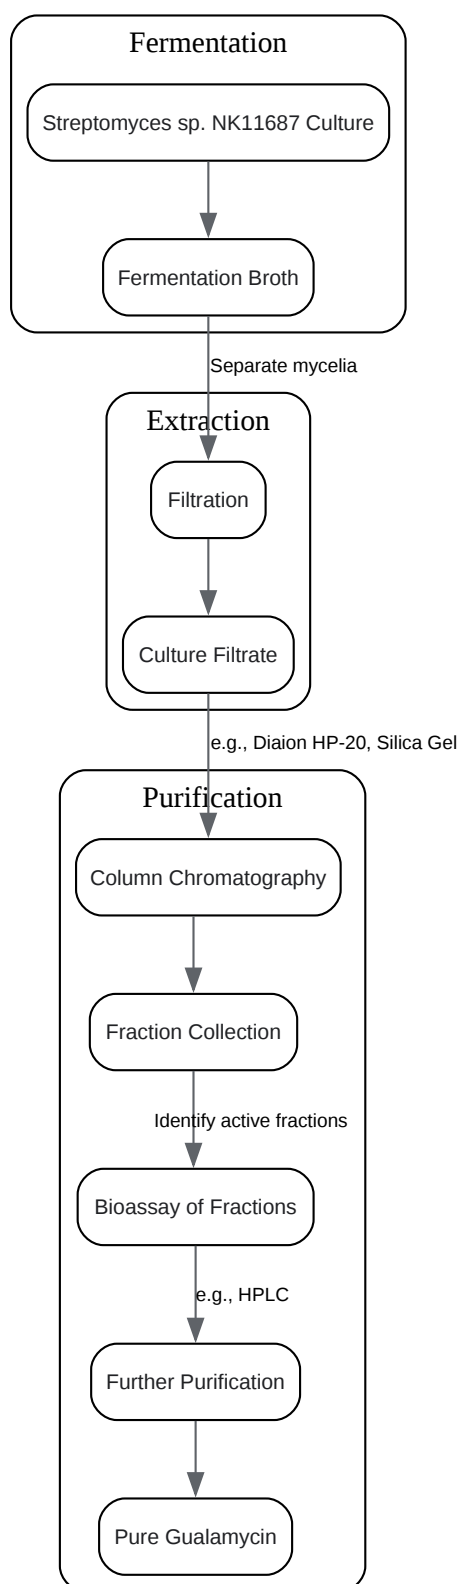 Fermentation
Streptomyces sp. NK11687 Culture
Fermentation Broth
Separate mycelia
Extraction
Filtration
Culture Filtrate
e.g., Diaion HP-20, Silica Gel
Purification
Column Chromatography
Fraction Collection
Identify active fractions
Bioassay of Fractions
e.g., HPLC
Further Purification
Pure Gualamycin